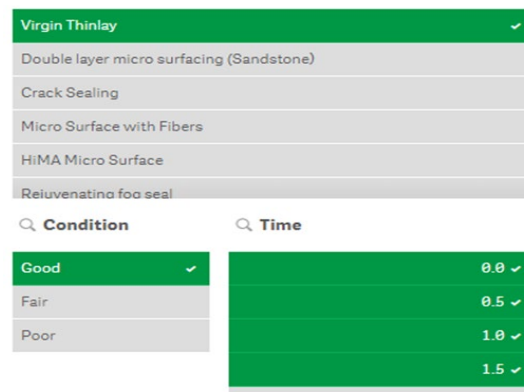 Virgin Thinlay
Double layer micro surfacing (Sandstone)
Crack Sealing
Micro Surface with Fibers
HiMA Micro Surface
Rejuvenating fog seal
Condition
Good
Fair
Poor
Time
0.0
0.5
1.0
1.5